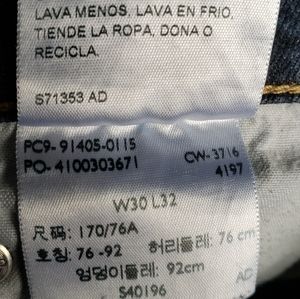 LAVA MENOS, LAVA EN FRIO,
TIENDE LA ROPA, DONA O
RECICLA.
S71353 AD
PC9- 91405-0115
PO- 4100303671
CW-3716
4197
W30 L32
尺码: 170/76A
호칭: 76 -92 허리둘레: 76 cm
엉덩이둘레: 92cm
AD
S40196